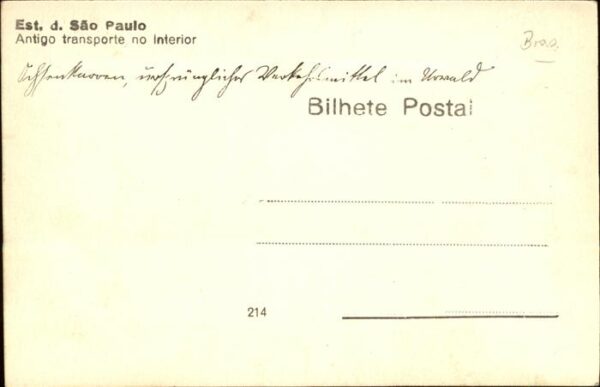 Est. d. São Paulo
Antigo transporte no Interior
Bras.
Ochsenkarren, ursprüngliches Verkehrsmittel im Urwald
Bilhete Postal
214